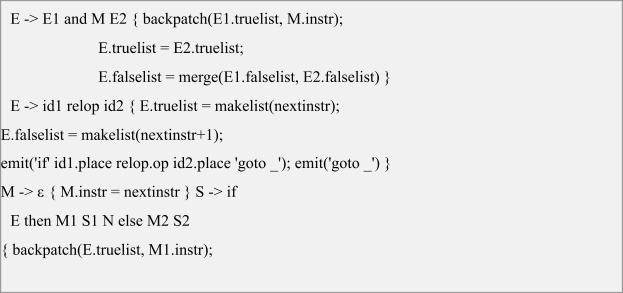 E -> E1 and M E2 { backpatch(E1.truelist, M.instr);
E.truelist = E2.truelist;
E.falselist = merge(E1.falselist, E2.falselist) }
E -> id1 relop id2 { E.truelist = makelist(nextinstr);
E.falselist = makelist(nextinstr+1);
emit('if' id1.place relop.op id2.place 'goto _'); emit('goto _') }
M -> ε { M.instr = nextinstr } S -> if
E then M1 S1 N else M2 S2
{ backpatch(E.truelist, M1.instr);